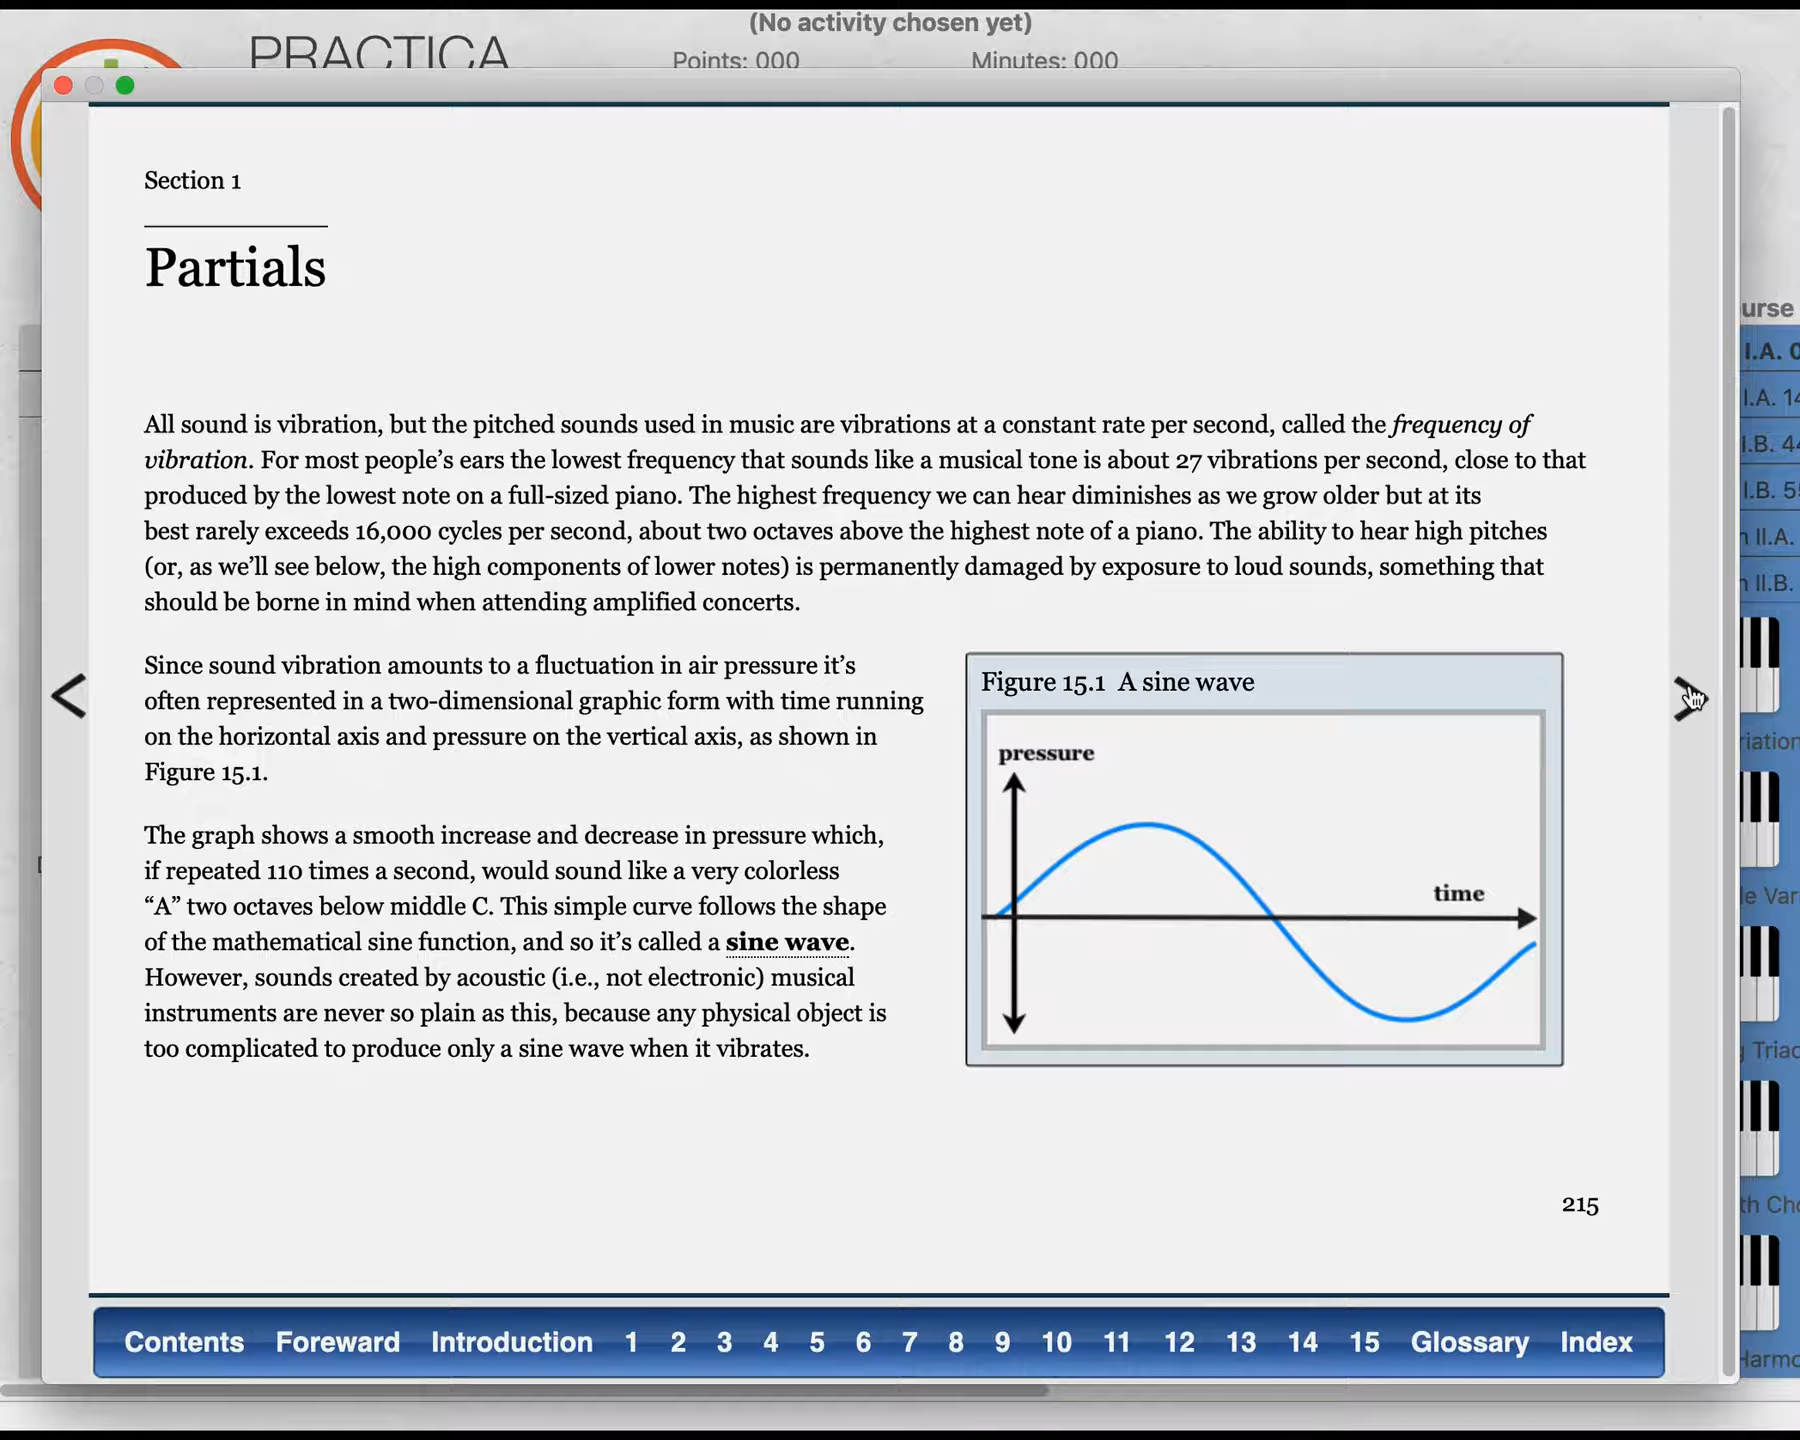 (No activity chosen yet)
PRACTICA
Points: 000
Minutes: 000
Section 1
Partials
All sound is vibration, but the pitched sounds used in music are vibrations at a constant rate per second, called the frequency of
vibration. For most people’s ears the lowest frequency that sounds like a musical tone is about 27 vibrations per second, close to that
produced by the lowest note on a full-sized piano. The highest frequency we can hear diminishes as we grow older but at its
best rarely exceeds 16,000 cycles per second, about two octaves above the highest note of a piano. The ability to hear high pitches
(or, as we’ll see below, the high components of lower notes) is permanently damaged by exposure to loud sounds, something that
should be borne in mind when attending amplified concerts.
Since sound vibration amounts to a fluctuation in air pressure it’s
often represented in a two-dimensional graphic form with time running
on the horizontal axis and pressure on the vertical axis, as shown in
Figure 15.1.
The graph shows a smooth increase and decrease in pressure which,
if repeated 110 times a second, would sound like a very colorless
“A” two octaves below middle C. This simple curve follows the shape
of the mathematical sine function, and so it’s called a sine wave.
However, sounds created by acoustic (i.e., not electronic) musical
instruments are never so plain as this, because any physical object is
too complicated to produce only a sine wave when it vibrates.
Figure 15.1 A sine wave
pressure
time
215
Contents Foreward Introduction 1 2 3 4 5 6 7 8 9 10 11 12 13 14 15 Glossary Index
urse
I.A. 0
I.A. 14
I.B. 44
I.B. 5
II.A.
II.B.
riation
le Var
Triad
th Cho
Harmo